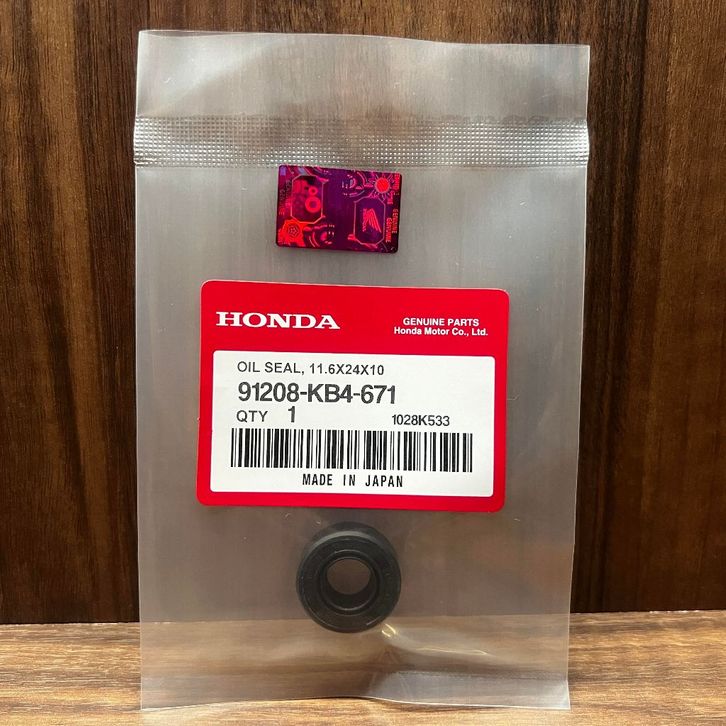 HONDA
GENUINE PARTS
Honda Motor Co., Ltd.
OIL SEAL, 11.6X24X10
91208-KB4-671
QTY 1 1028K533
MADE IN JAPAN